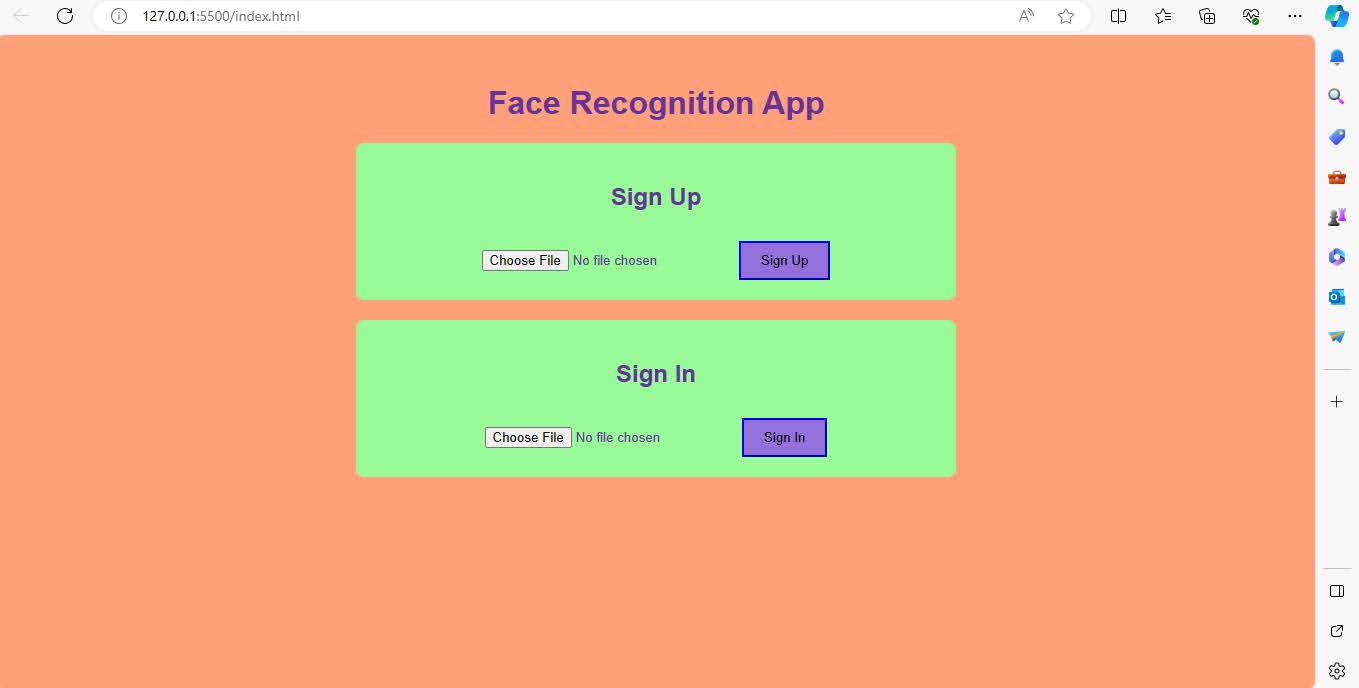 127.0.0.1:5500/index.html
Face Recognition App
Sign Up
Choose File No file chosen Sign Up
Sign In
Choose File No file chosen Sign In